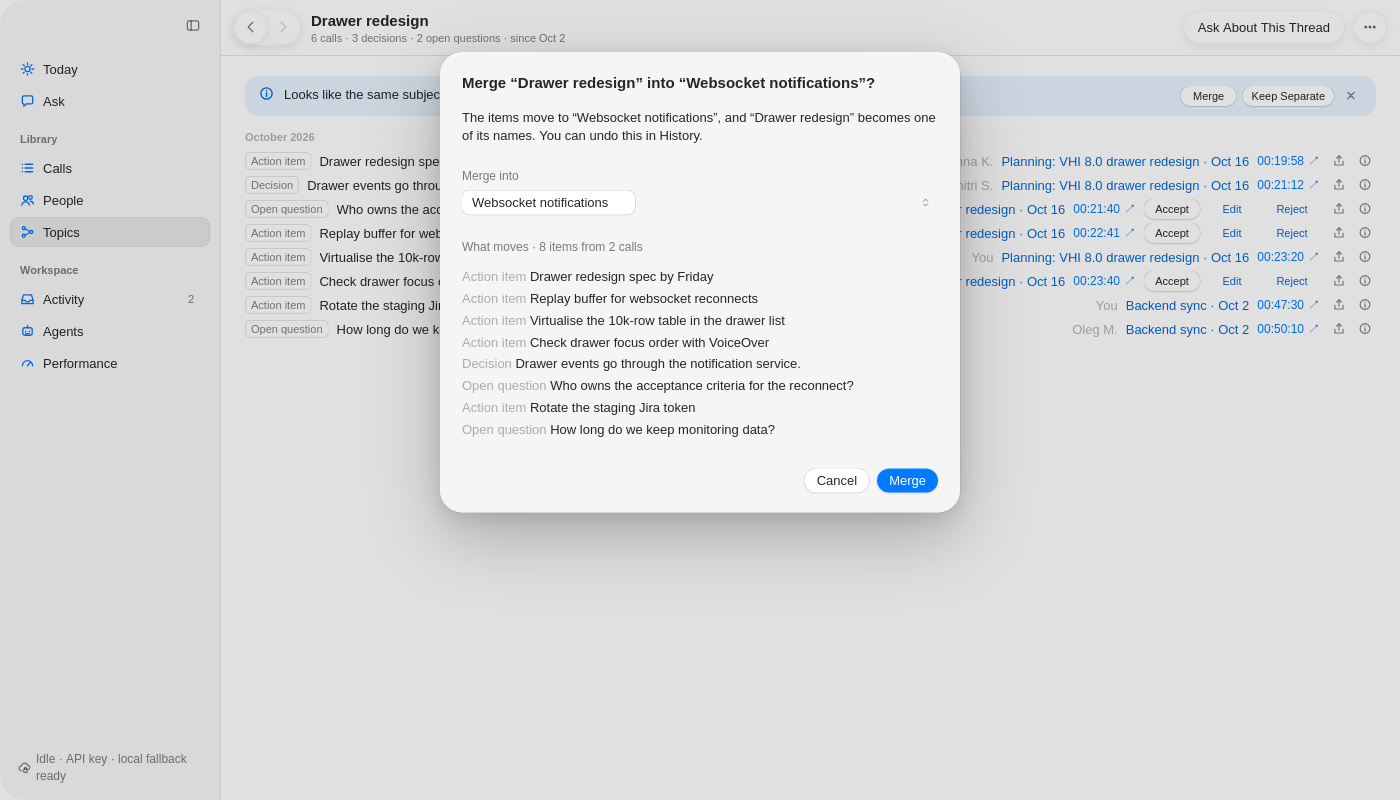 Drawer redesign
6 calls · 3 decisions · 2 open questions · since Oct 2
Ask About This Thread
Today
Ask
Library
Calls
People
Topics
Workspace
Activity 2
Agents
Performance
Idle · API key · local fallback
ready
Looks like the same subjec
Merge
Keep Separate
October 2026
Action item Drawer redesign spe
Planning: VHI 8.0 drawer redesign · Oct 16 00:19:58
Decision Drawer events go throu
Planning: VHI 8.0 drawer redesign · Oct 16 00:21:12
Open question Who owns the acc
redesign · Oct 16 00:21:40 Accept Edit Reject
Action item Replay buffer for web
redesign · Oct 16 00:22:41 Accept Edit Reject
Action item Virtualise the 10k-row
You Planning: VHI 8.0 drawer redesign · Oct 16 00:23:20
Action item Check drawer focus
redesign · Oct 16 00:23:40 Accept Edit Reject
Action item Rotate the staging Jir
You Backend sync · Oct 2 00:47:30
Open question How long do we k
Oleg M. Backend sync · Oct 2 00:50:10
Merge “Drawer redesign” into “Websocket notifications”?
The items move to “Websocket notifications”, and “Drawer redesign” becomes one
of its names. You can undo this in History.
Merge into
Websocket notifications
What moves · 8 items from 2 calls
Action item Drawer redesign spec by Friday
Action item Replay buffer for websocket reconnects
Action item Virtualise the 10k-row table in the drawer list
Action item Check drawer focus order with VoiceOver
Decision Drawer events go through the notification service.
Open question Who owns the acceptance criteria for the reconnect?
Action item Rotate the staging Jira token
Open question How long do we keep monitoring data?
Cancel
Merge